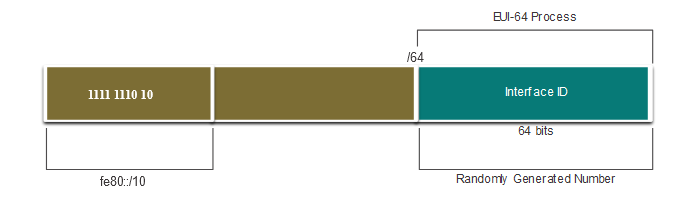 EUI-64 Process
/64
1111 1110 10
Interface ID
64 bits
fe80::/10
Randomly Generated Number